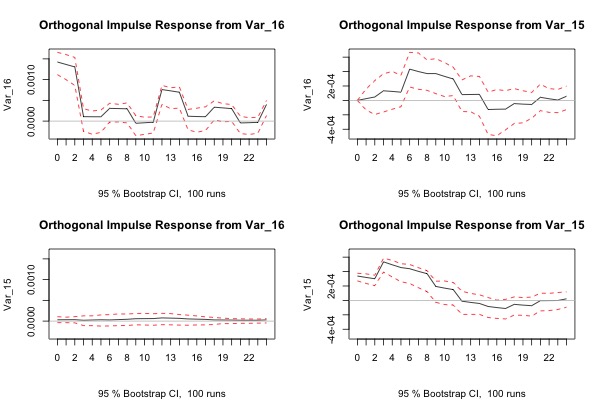 Orthogonal Impulse Response from Var_16
Var_16
0.0000 0.0010
0 2 4 6 8 10 13 16 19 22
95 % Bootstrap CI, 100 runs
Orthogonal Impulse Response from Var_15
Var_16
-4e-04 2e-04
0 2 4 6 8 10 13 16 19 22
95 % Bootstrap CI, 100 runs
Orthogonal Impulse Response from Var_16
Var_15
0.0000 0.0010
0 2 4 6 8 10 13 16 19 22
95 % Bootstrap CI, 100 runs
Orthogonal Impulse Response from Var_15
Var_15
-4e-04 2e-04
0 2 4 6 8 10 13 16 19 22
95 % Bootstrap CI, 100 runs